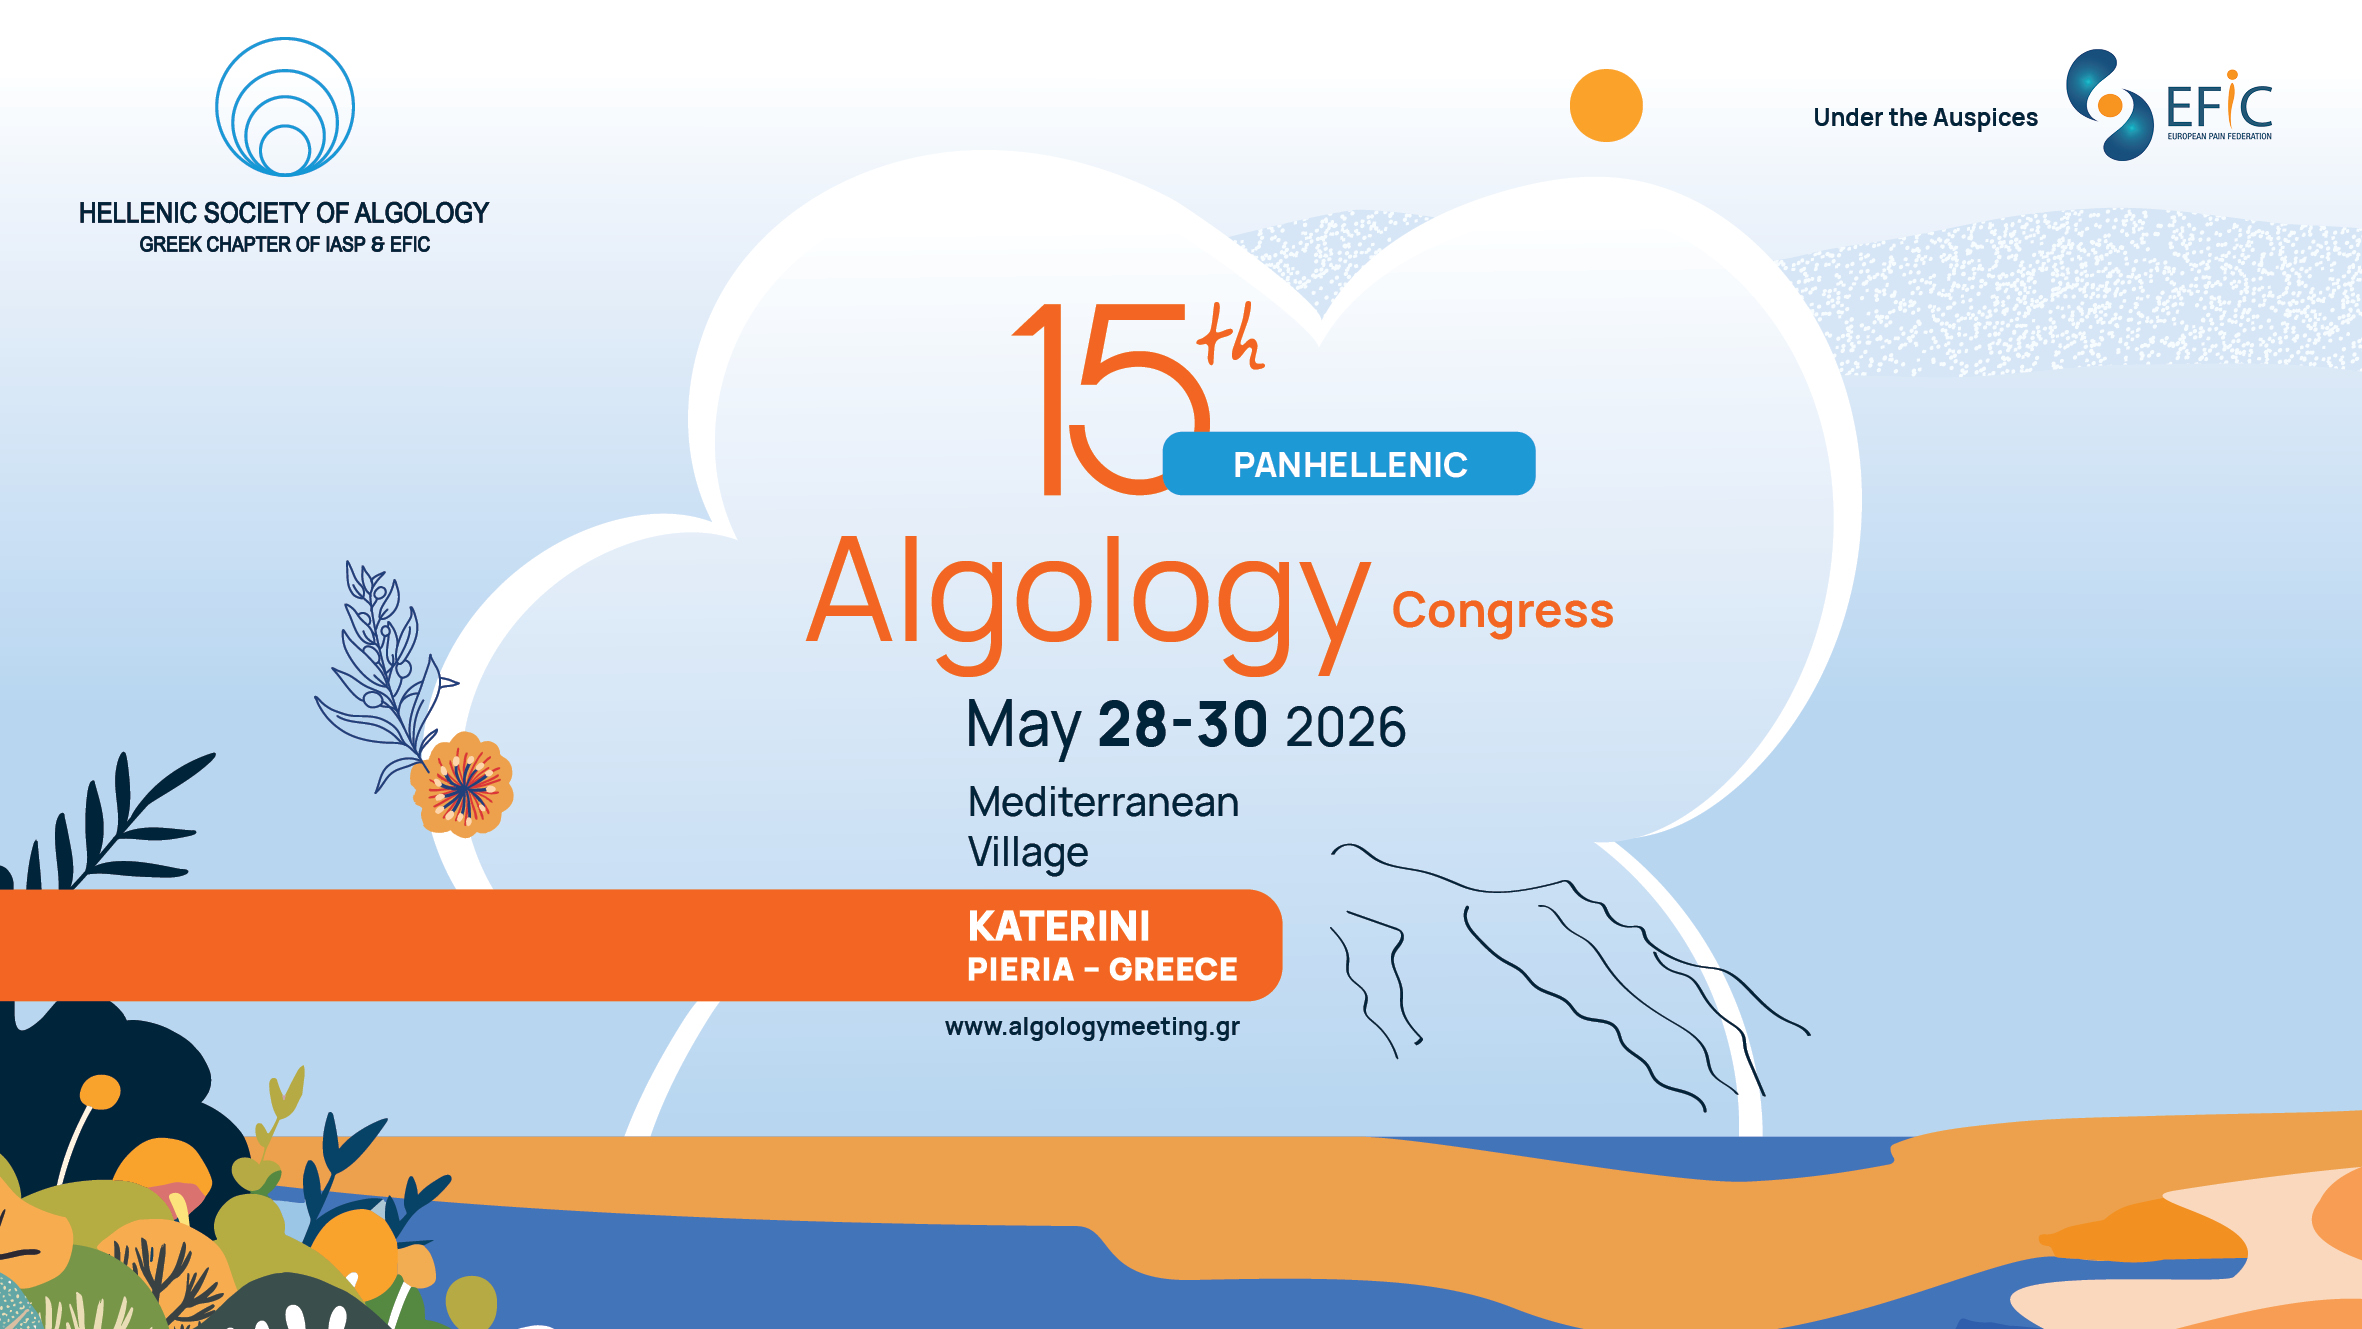 HELLENIC SOCIETY OF ALGOLOGY
GREEK CHAPTER OF IASP & EFIC
Under the Auspices
EFIC
EUROPEAN PAIN FEDERATION
15th
PANHELLENIC
Algology Congress
May 28-30 2026
Mediterranean
Village
KATERINI
PIERIA – GREECE
www.algologymeeting.gr